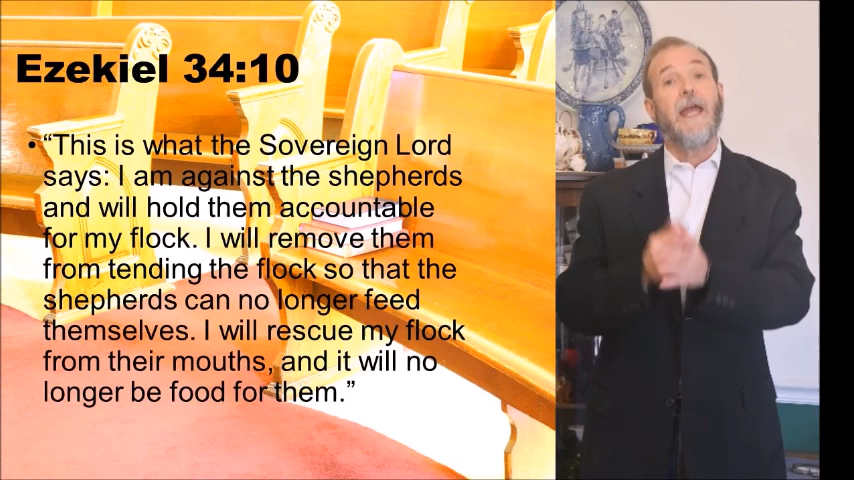 Ezekiel 34:10
• “This is what the Sovereign Lord
says: I am against the shepherds
and will hold them accountable
for my flock. I will remove them
from tending the flock so that the
shepherds can no longer feed
themselves. I will rescue my flock
from their mouths, and it will no
longer be food for them.”